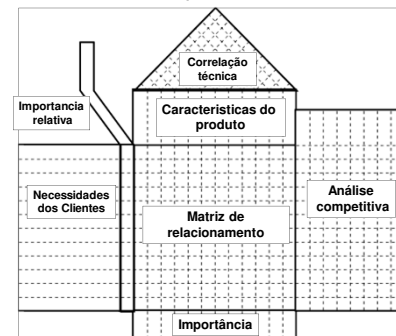 Correlação
técnica
Importancia
relativa
Caracteristicas do
produto
Necessidades
dos Clientes
Matriz de
relacionamento
Análise
competitiva
Importância